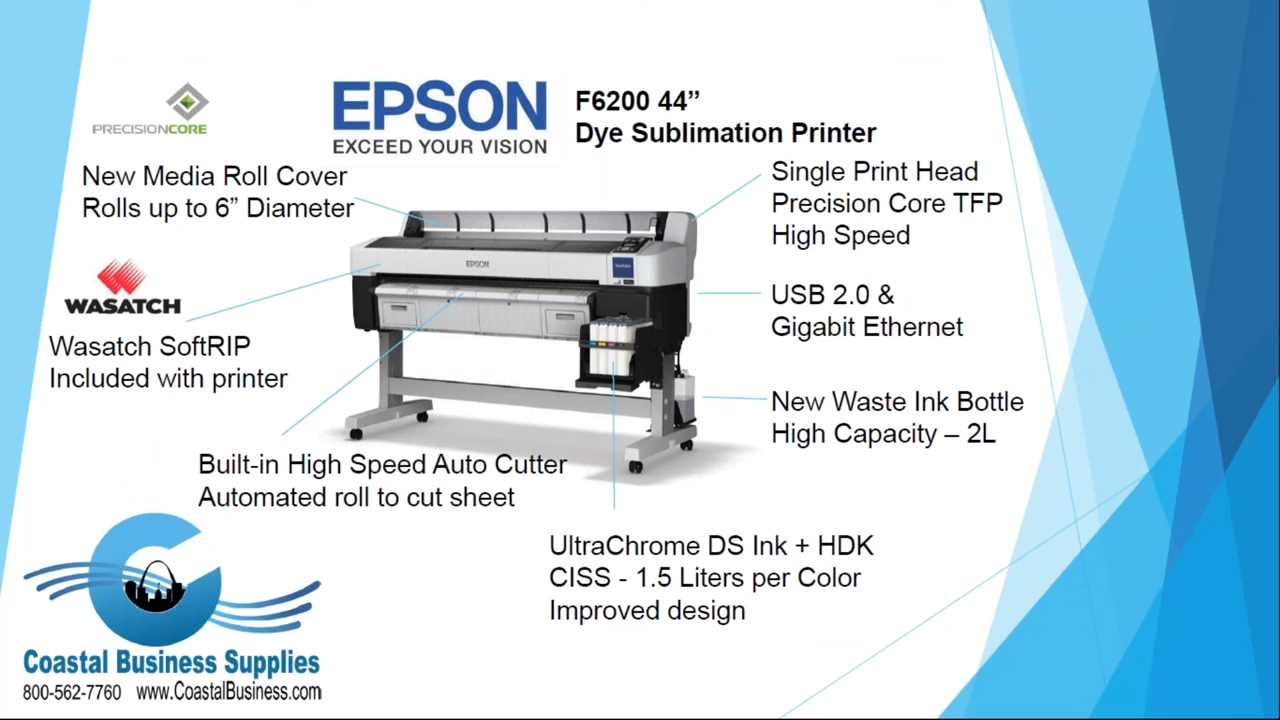 PRECISIONCORE
EPSON
EXCEED YOUR VISION
F6200 44”
Dye Sublimation Printer
New Media Roll Cover
Rolls up to 6” Diameter
Single Print Head
Precision Core TFP
High Speed
EPSON
WASATCH
USB 2.0 &
Gigabit Ethernet
Wasatch SoftRIP
Included with printer
New Waste Ink Bottle
High Capacity – 2L
Built-in High Speed Auto Cutter
Automated roll to cut sheet
UltraChrome DS Ink + HDK
CISS - 1.5 Liters per Color
Improved design
Coastal Business Supplies
800-562-7760 www.CoastalBusiness.com